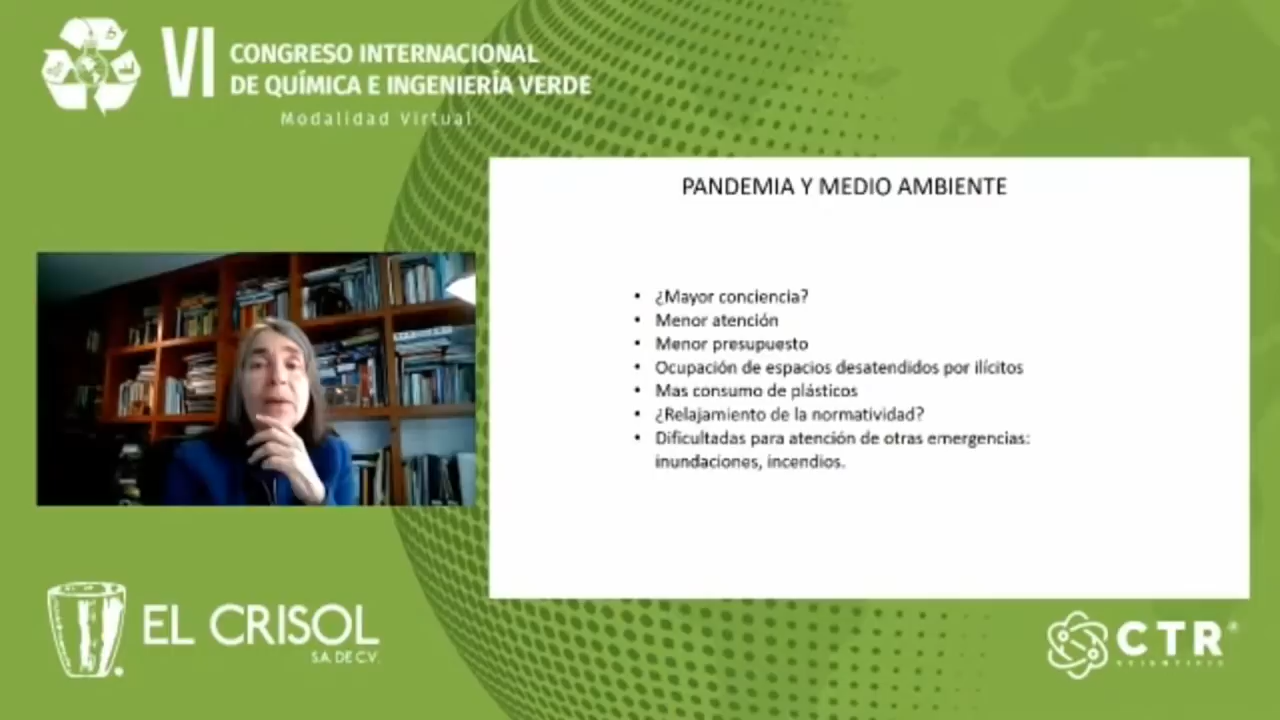 VI
CONGRESO INTERNACIONAL
DE QUÍMICA E INGENIERÍA VERDE
Modalidad Virtual
PANDEMIA Y MEDIO AMBIENTE
• ¿Mayor conciencia?
• Menor atención
• Menor presupuesto
• Ocupación de espacios desatendidos por ilícitos
• Mas consumo de plásticos
• ¿Relajamiento de la normatividad?
• Dificultadas para atención de otras emergencias:
inundaciones, incendios.
EL CRISOL
S.A. DE C.V.
CTR
SCIENTIFIC